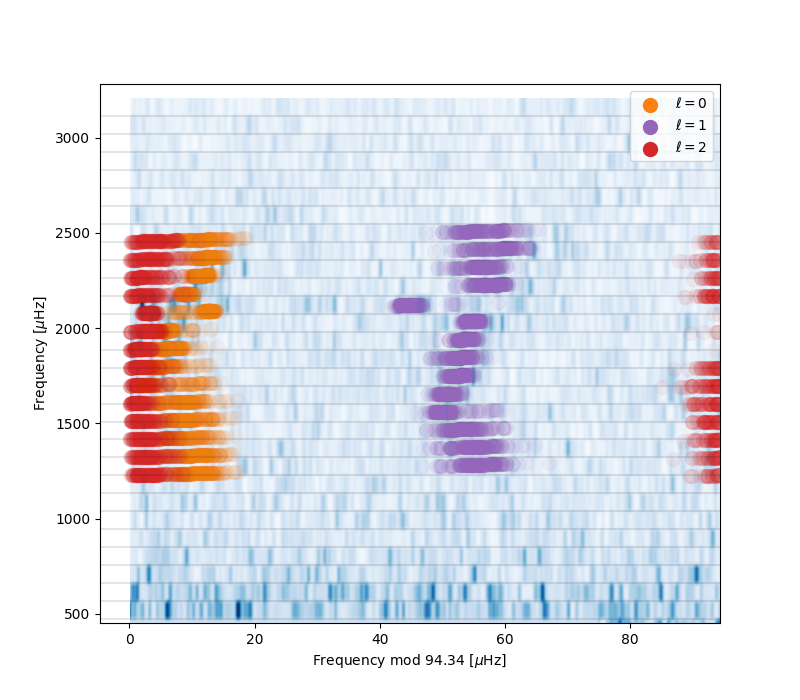 ℓ = 0
ℓ = 1
ℓ = 2
3000
2500
2000
1500
1000
500
Frequency [μHz]
0 20 40 60 80
Frequency mod 94.34 [μHz]